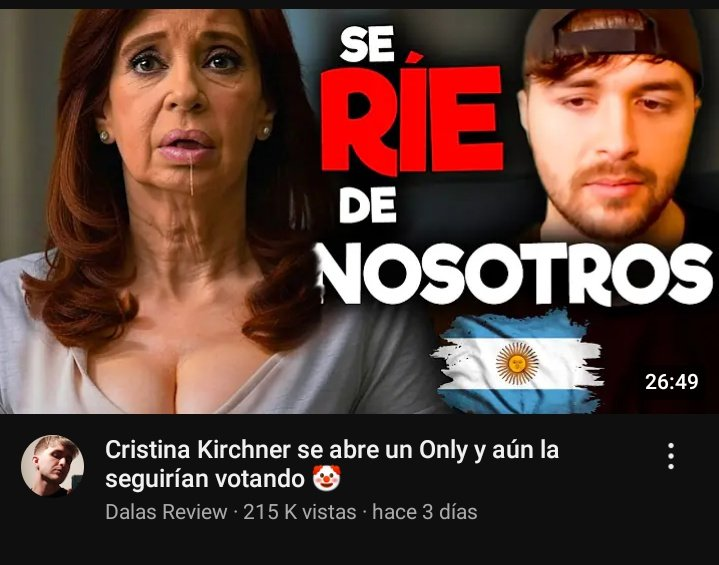 SE
RÍE
DE
NOSOTROS
26:49
Cristina Kirchner se abre un Only y aún la
seguirían votando 🤡
Dalas Review · 215 K vistas · hace 3 días